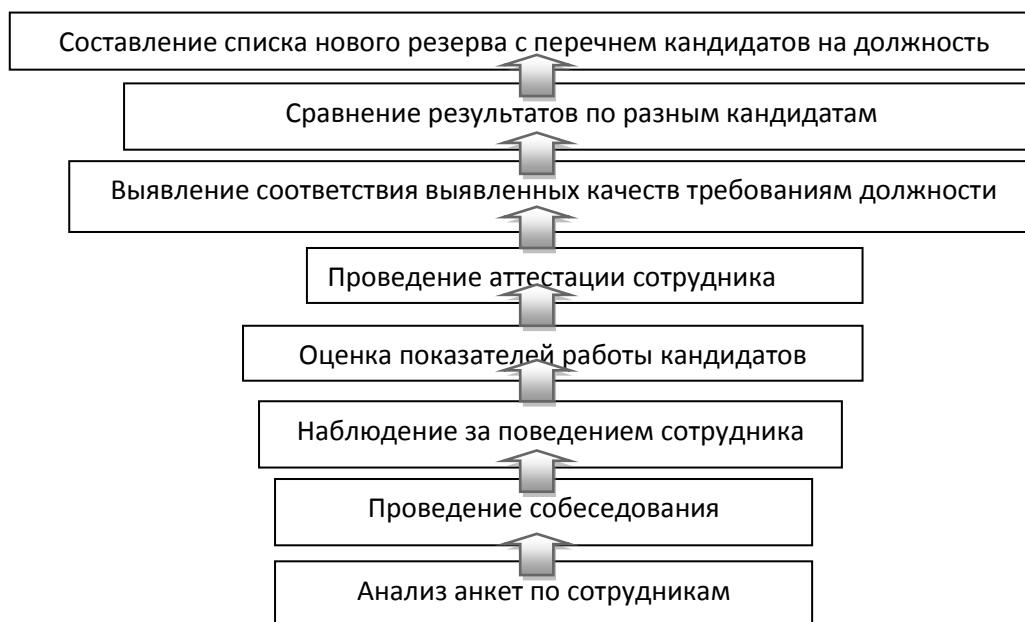 Составление списка нового резерва с перечнем кандидатов на должность
Сравнение результатов по разным кандидатам
Выявление соответствия выявленных качеств требованиям должности
Проведение аттестации сотрудника
Оценка показателей работы кандидатов
Наблюдение за поведением сотрудника
Проведение собеседования
Анализ анкет по сотрудникам